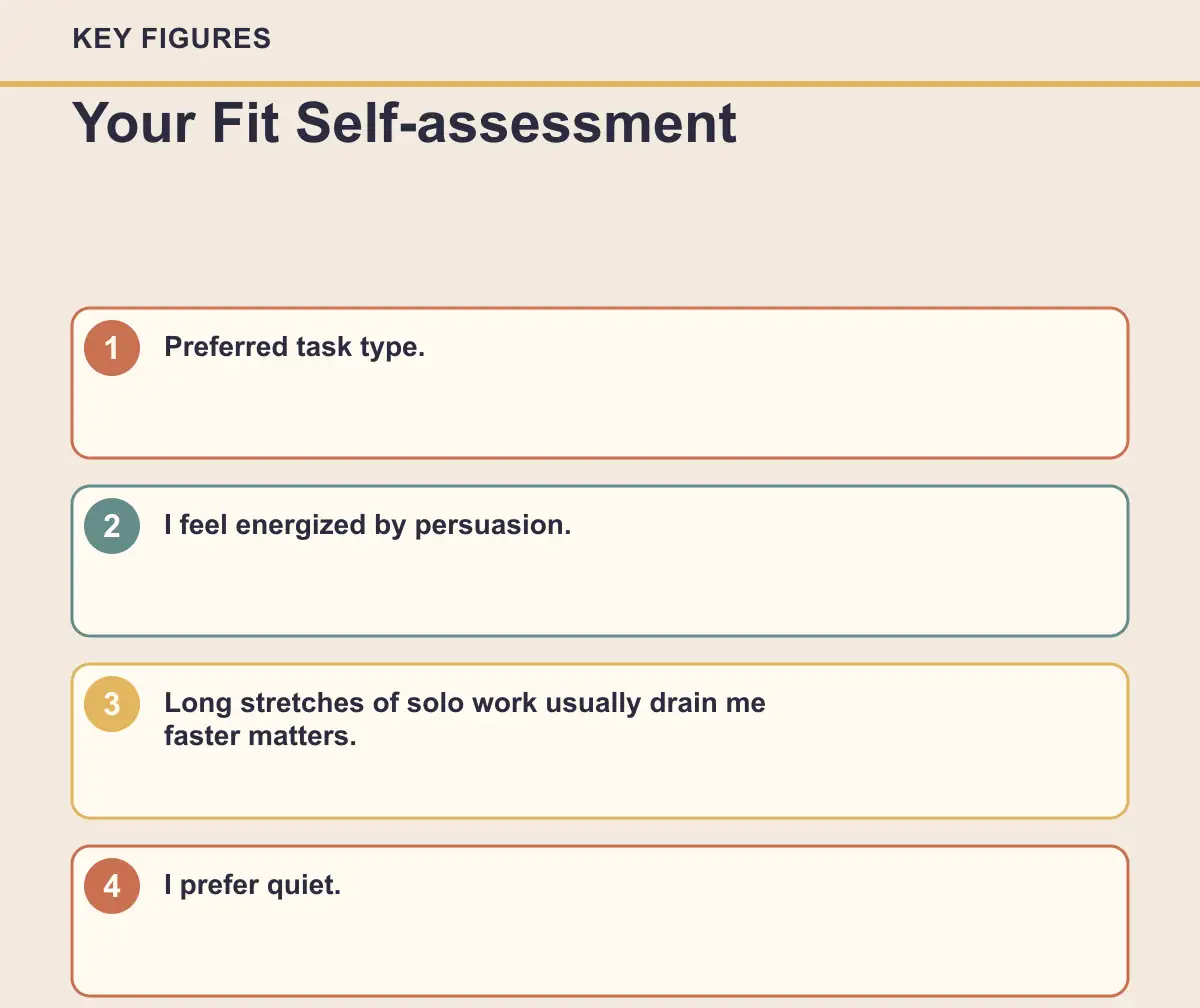 KEY FIGURES
Your Fit Self-assessment
1
Preferred task type.
2
I feel energized by persuasion.
3
Long stretches of solo work usually drain me
faster matters.
4
I prefer quiet.